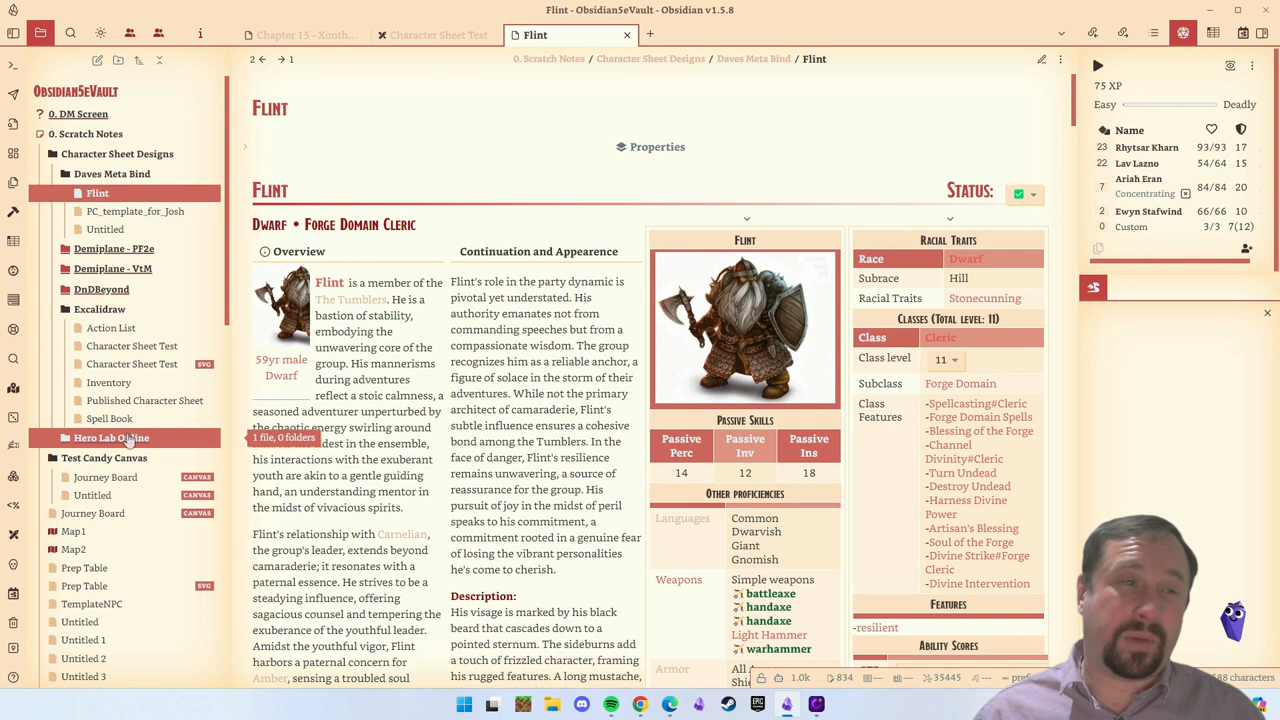 Flint - Obsidian5eVault - Obsidian v1.5.8
Chapter 15 - Xonth...
Character Sheet Test
Flint
2
1
0. Scratch Notes / Character Sheet Designs / Daves Meta Bind / Flint
Obsidian5eVault
0. DM Screen
0. Scratch Notes
Character Sheet Designs
Daves Meta Bind
Flint
PC_template_for_Josh
Untitled
Demiplane - PF2e
Demiplane - VtM
DnDBeyond
Excalidraw
Action List
Character Sheet Test
Character Sheet Test SVG
Inventory
Published Character Sheet
Spell Book
Hero Lab Online
1 file, 0 folders
Test Candy Canvas
Journey Board CANVAS
Untitled CANVAS
Journey Board CANVAS
Map1
Map2
Prep Table
Prep Table SVG
TemplateNPC
Untitled
Untitled 1
Untitled 2
Untitled 3
Flint
Properties
Flint
Status:
Dwarf • Forge Domain Cleric
Overview
59yr male
Dwarf
Flint is a member of the
The Tumblers. He is a
bastion of stability,
embodying the
unwavering core of the
group. His mannerisms
during adventures
reflect a stoic calmness, a
seasoned adventurer unperturbed by
the chaotic energy swirling around
in the ensemble,
his interactions with the exuberant
youth are akin to a gentle guiding
hand, an understanding mentor in
the midst of vivacious spirits.
Flint's relationship with Carnelian,
the group's leader, extends beyond
camaraderie; it resonates with a
paternal essence. He strives to be a
steadying influence, offering
sagacious counsel and tempering the
exuberance of the youthful leader.
Amidst the youthful vigor, Flint
harbors a paternal concern for
Amber, sensing a troubled soul
Continuation and Appearance
Flint's role in the party dynamic is
pivotal yet understated. His
authority emanates not from
commanding speeches but from a
compassionate wisdom. The group
recognizes him as a reliable anchor, a
figure of solace in the storm of their
adventures. While not the primary
architect of camaraderie, Flint's
subtle influence ensures a cohesive
bond among the Tumblers. In the
face of danger, Flint's resilience
remains unwavering, a source of
reassurance for the group. His
pursuit of joy in the midst of peril
speaks to his commitment, a
commitment rooted in a genuine fear
of losing the vibrant personalities
he's come to cherish.
Description:
His visage is marked by his black
beard that cascades down to a
pointed sternum. The sideburns add
a touch of frizzled character, framing
his rugged features. A long mustache,
Flint
Passive Skills
Passive Perc
Passive Inv
Passive Ins
14 12 18
Other proficiencies
Languages
Common
Dwarvish
Giant
Gnomish
Weapons
Simple weapons
battleaxe
handaxe
handaxe
Light Hammer
warhammer
Armor
All
Racial Traits
Race Dwarf
Subrace Hill
Racial Traits Stonecunning
Classes (Total level: 11)
Class Cleric
Class level 11
Subclass Forge Domain
Class Features
-Spellcasting#Cleric
-Forge Domain Spells
-Blessing of the Forge
-Channel
Divinity#Cleric
-Turn Undead
-Destroy Undead
-Harness Divine
Power
-Artisan's Blessing
-Soul of the Forge
-Divine Strike#Forge
Cleric
-Divine Intervention
Features
-resilient
Ability Scores
1.0k
834
---
---
35445
---
characters
75 XP
Easy Deadly
Name
23 Rhytsar Kharn 93/93 17
22 Lav Lazno 54/64 15
7 Ariah Eran 84/84 20
Concentrating
2 Ewyn Stafwind 66/66 10
0 Custom 3/3 7(12)